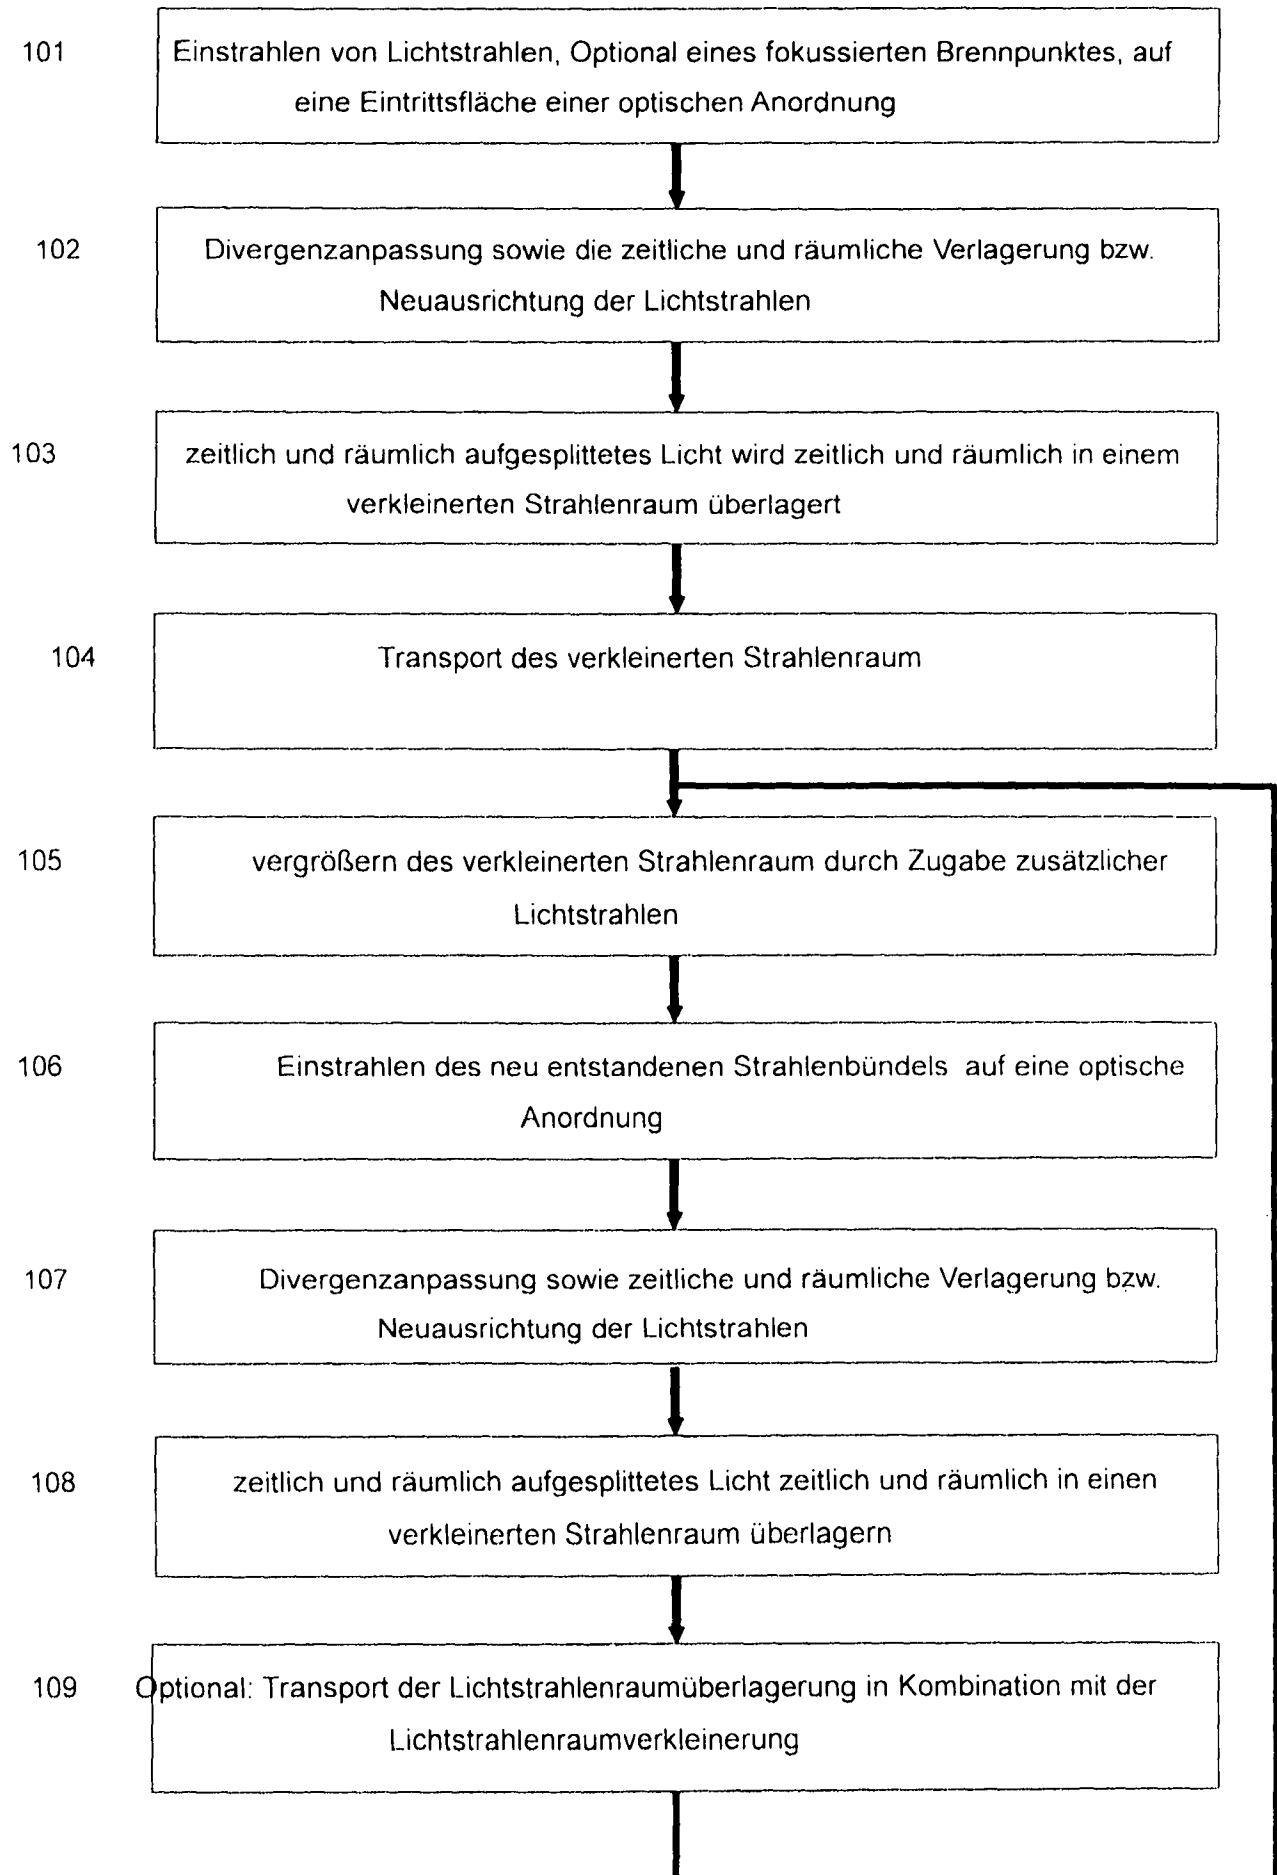 101 Einstrahlen von Lichtstrahlen, Optional eines fokussierten Brennpunktes, auf
eine Eintrittsfläche einer optischen Anordnung
102 Divergenzanpassung sowie die zeitliche und räumliche Verlagerung bzw.
Neuausrichtung der Lichtstrahlen
103 zeitlich und räumlich aufgesplittetes Licht wird zeitlich und räumlich in einem
verkleinerten Strahlenraum überlagert
104 Transport des verkleinerten Strahlenraum
105 vergrößern des verkleinerten Strahlenraum durch Zugabe zusätzlicher
Lichtstrahlen
106 Einstrahlen des neu entstandenen Strahlenbündels auf eine optische
Anordnung
107 Divergenzanpassung sowie zeitliche und räumliche Verlagerung bzw.
Neuausrichtung der Lichtstrahlen
108 zeitlich und räumlich aufgesplittetes Licht zeitlich und räumlich in einen
verkleinerten Strahlenraum überlagern
109 Optional: Transport der Lichtstrahlenraumüberlagerung in Kombination mit der
Lichtstrahlenraumverkleinerung